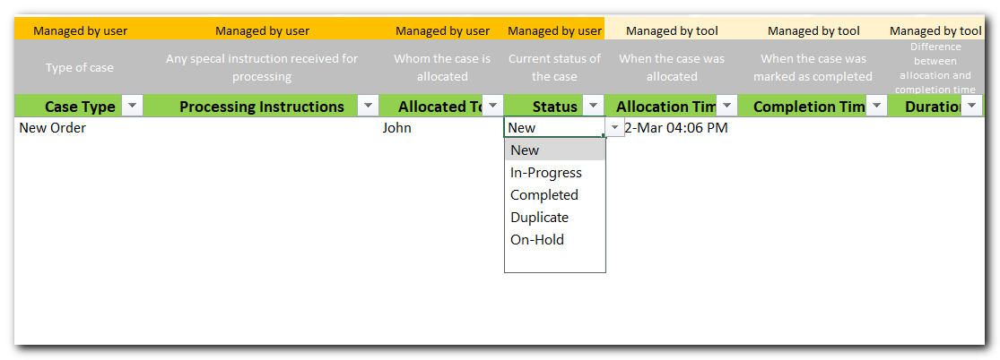 Managed by user Managed by user Managed by user Managed by user Managed by tool Managed by tool Managed by tool
Type of case
Any specal instruction received for
processing
Whom the case is
allocated
Current status of
the case
When the case was
allocated
When the case was
marked as completed
Difference
between
allocation and
completion time
Case Type Processing Instructions Allocated To Status Allocation Tim Completion Tim Duration
New Order John New 2-Mar 04:06 PM
New
In-Progress
Completed
Duplicate
On-Hold